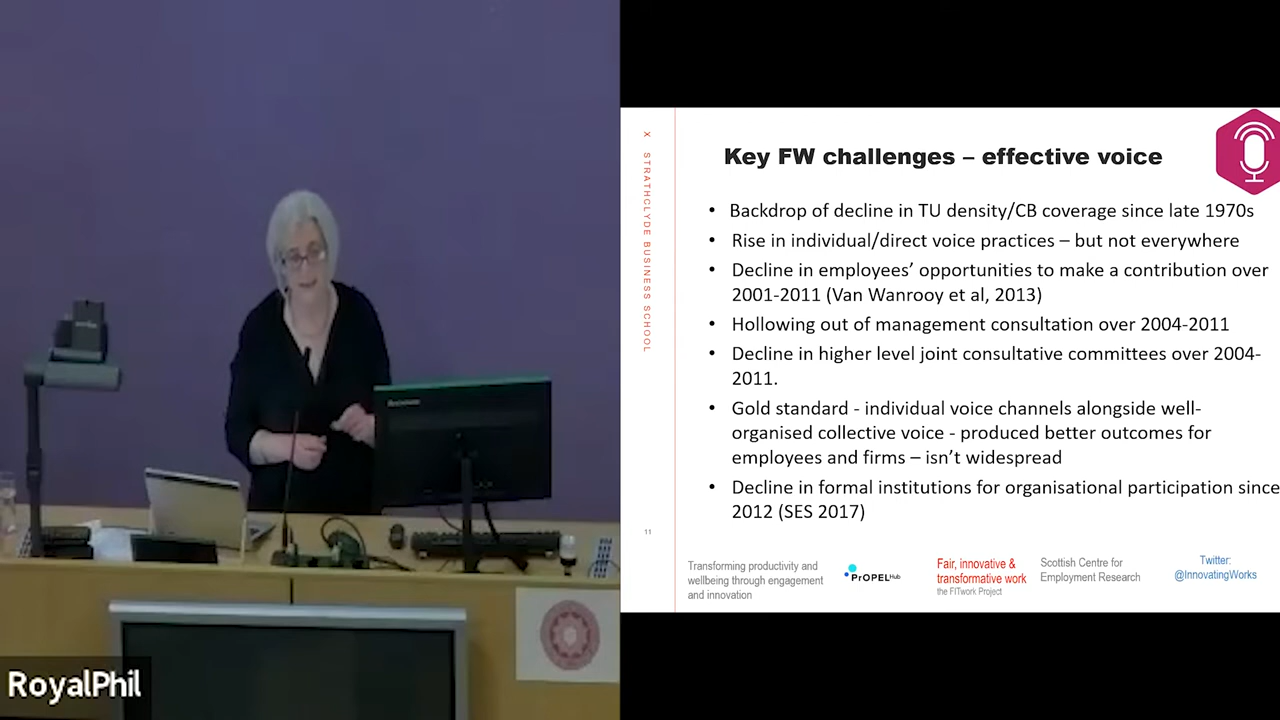 Key FW challenges – effective voice
• Backdrop of decline in TU density/CB coverage since late 1970s
• Rise in individual/direct voice practices – but not everywhere
• Decline in employees’ opportunities to make a contribution over
2001-2011 (Van Wanrooy et al, 2013)
• Hollowing out of management consultation over 2004-2011
• Decline in higher level joint consultative committees over 2004-
2011.
• Gold standard - individual voice channels alongside well-
organised collective voice - produced better outcomes for
employees and firms – isn’t widespread
• Decline in formal institutions for organisational participation since
2012 (SES 2017)
X STRATHCLYDE BUSINESS SCHOOL
11
Transforming productivity and
wellbeing through engagement
and innovation
PrOPEL Hub
Fair, innovative &
transformative work
the FITwork Project
Scottish Centre for
Employment Research
Twitter:
@InnovatingWorks
RoyalPhil